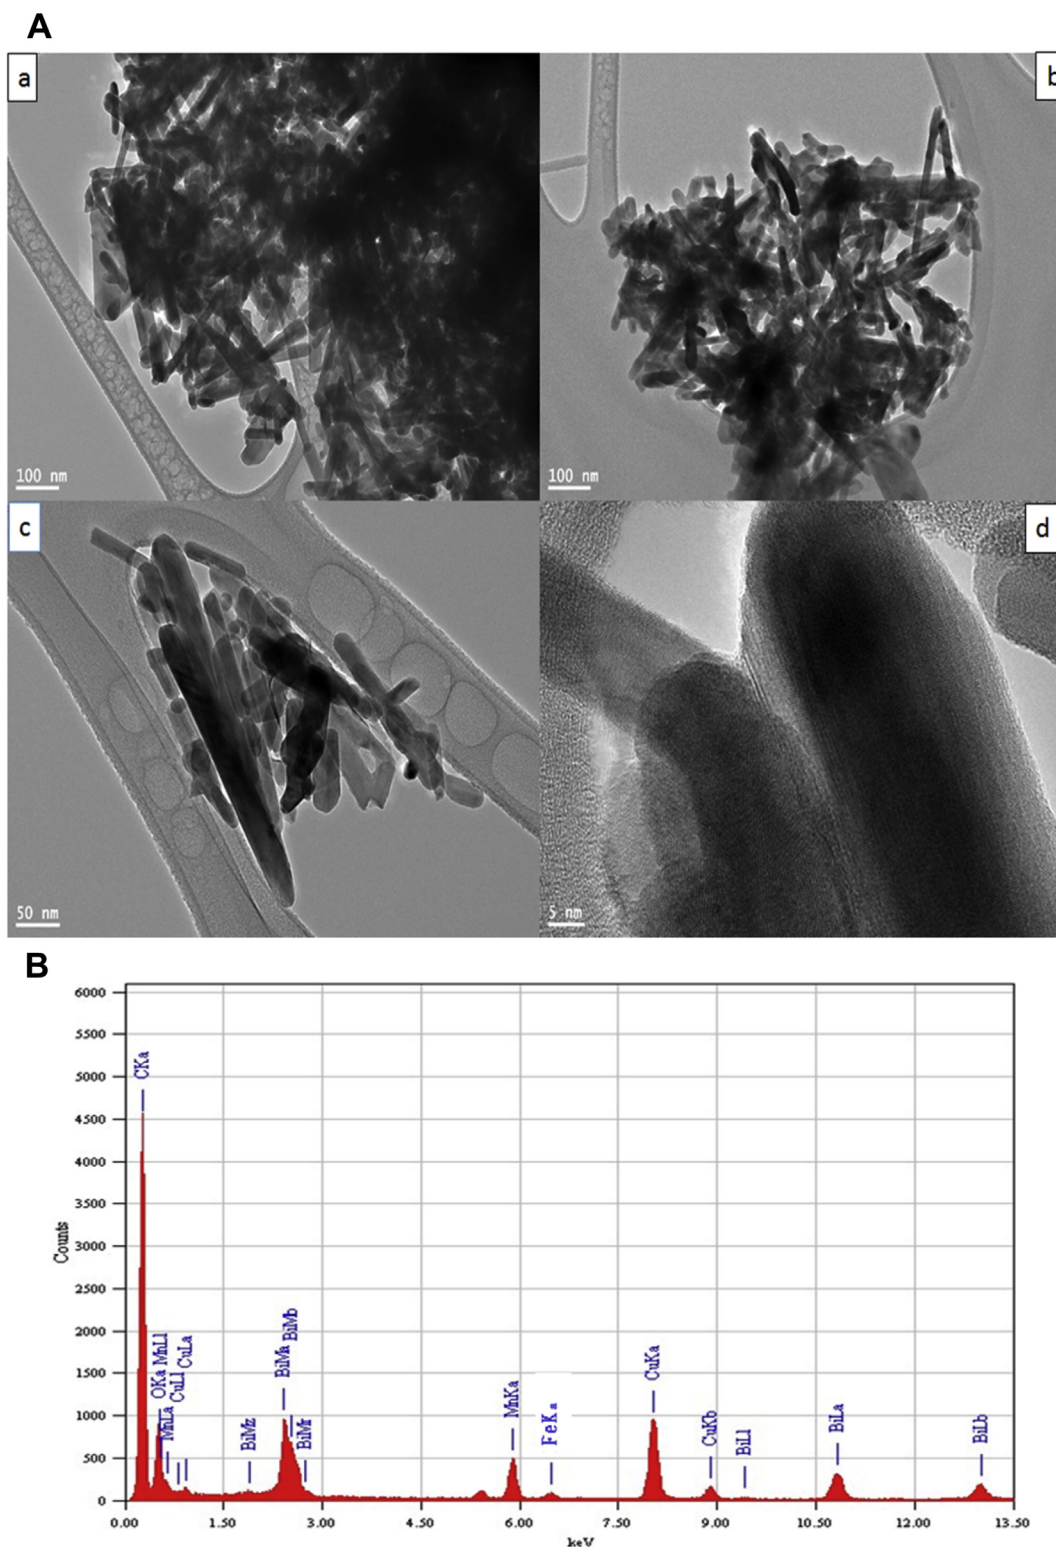 A
a
b
100 nm
100 nm
c
d
50 nm
5 nm
B
6000
5500
5000
4500
4000
3500
3000
2500
2000
1500
1000
500
0
Counts
CKa
OKa MnLl
MnLa
CuLl
CuLa
BiMz
BiMa
BiMb
BiMr
MnKa
FeKa
CuKa
CuKb
BiLl
BiLa
BiLb
0.00 1.50 3.00 4.50 6.00 7.50 9.00 10.50 12.00 13.50
keV